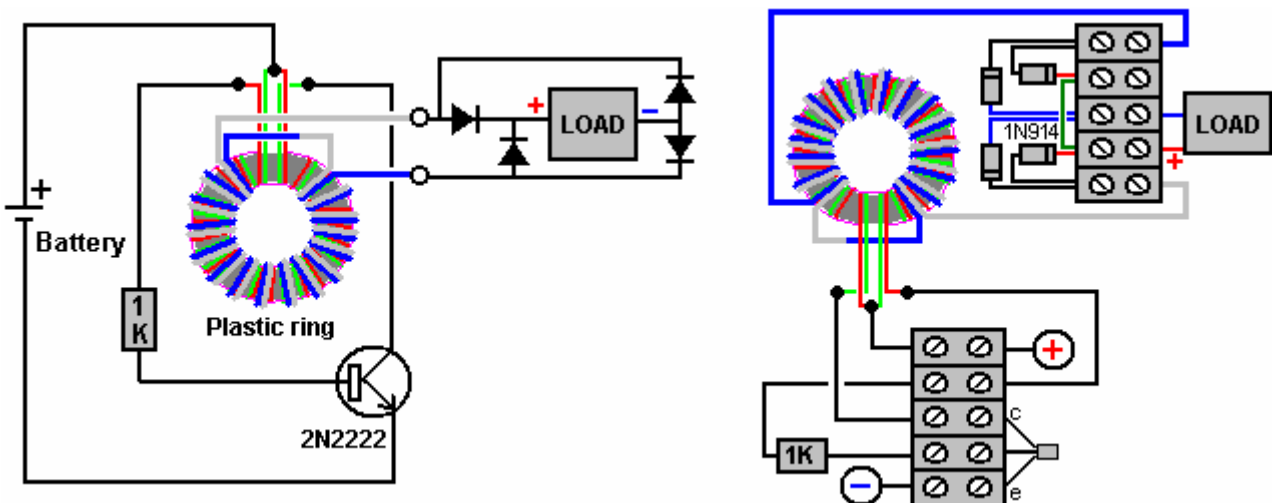 +
Battery
1
K
Plastic ring
2N2222
+
LOAD
−
1N914
LOAD
+
+
c
1K
−
e